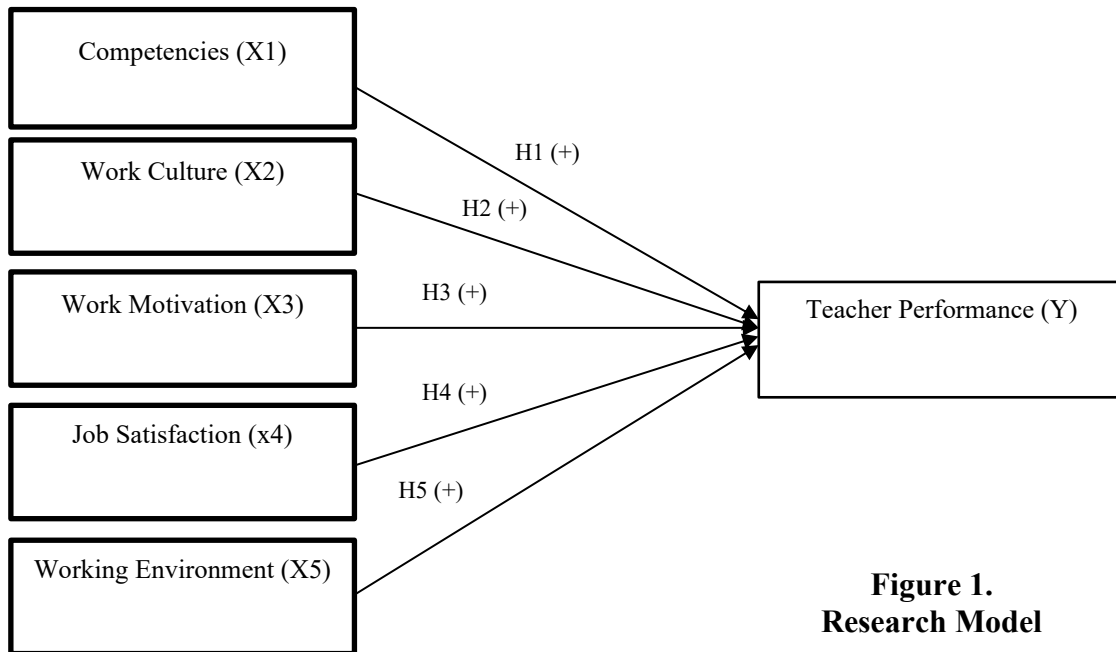 Competencies (X1)
H1 (+)
Work Culture (X2)
H2 (+)
Work Motivation (X3)
H3 (+)
Teacher Performance (Y)
H4 (+)
Job Satisfaction (x4)
H5 (+)
Working Environment (X5)
Figure 1.
Research Model